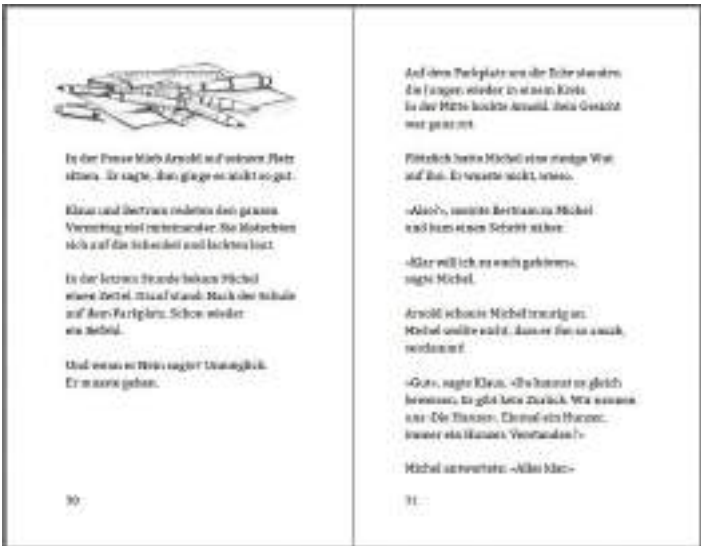 In der Pause blieb Arnold auf seinem Platz
sitzen. Er sagte, ihm ginge es nicht so gut.
Klaus und Bertram redeten den ganzen
Vormittag viel miteinander. Sie klatschten
sich auf die Schenkel und lachten laut.
In der letzten Stunde bekam Michel
einen Zettel. Drauf stand: Nach der Schule
auf dem Parkplatz. Schon wieder
ein Befehl.
Und wenn er Nein sagte? Unmöglich.
Er musste gehen.
30
Auf dem Parkplatz um die Ecke standen
die Jungen wieder in einem Kreis.
In der Mitte hockte Arnold. Sein Gesicht
war ganz rot.
Plötzlich hatte Michel eine riesige Wut
auf ihn. Er wusste nicht, wieso.
«Also?», meinte Bertram zu Michel
und kam einen Schritt näher.
«Klar will ich zu euch gehören»,
sagte Michel.
Arnold schaute Michel traurig an.
Michel wollte nicht, dass er ihn so ansah,
verdammt!
«Gut», sagte Klaus. «Du kannst es gleich
beweisen. Es gibt kein Zurück. Wir nennen
uns ‹Die Hunnen›. Einmal ein Hunne,
immer ein Hunne. Verstanden?»
Michel antwortete: «Alles klar.»
31